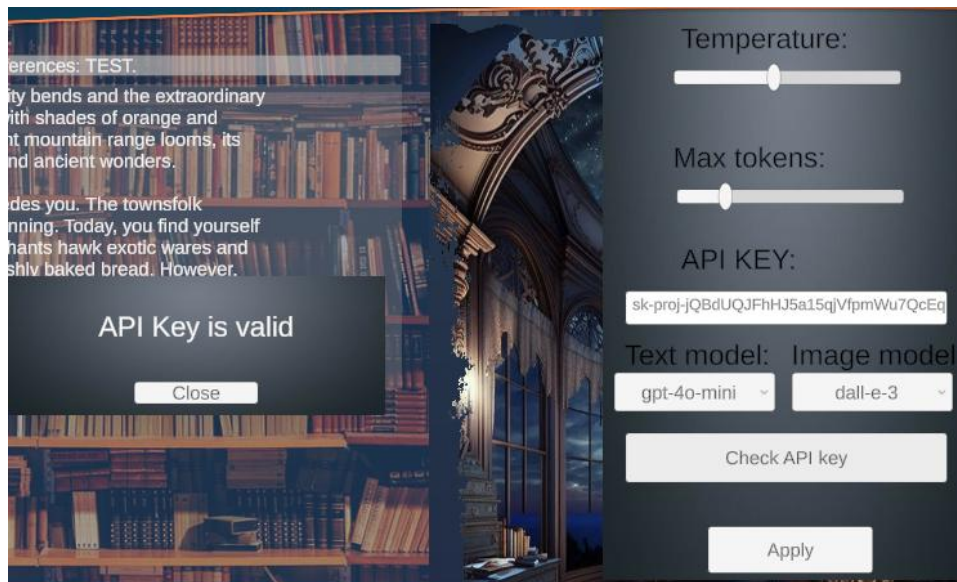 erences: TEST.
ity bends and the extraordinary
vith shades of orange and
nt mountain range looms, its
nd ancient wonders.
edes you. The townsfolk
nning. Today, you find yourself
hants hawk exotic wares and
shly baked bread. However,
API Key is valid
Close
Temperature:
Max tokens:
API KEY:
sk-proj-jQBdUQJFhHJ5a15qjVfpmWu7QcEq
Text model: Image model
gpt-4o-mini dall-e-3
Check API key
Apply